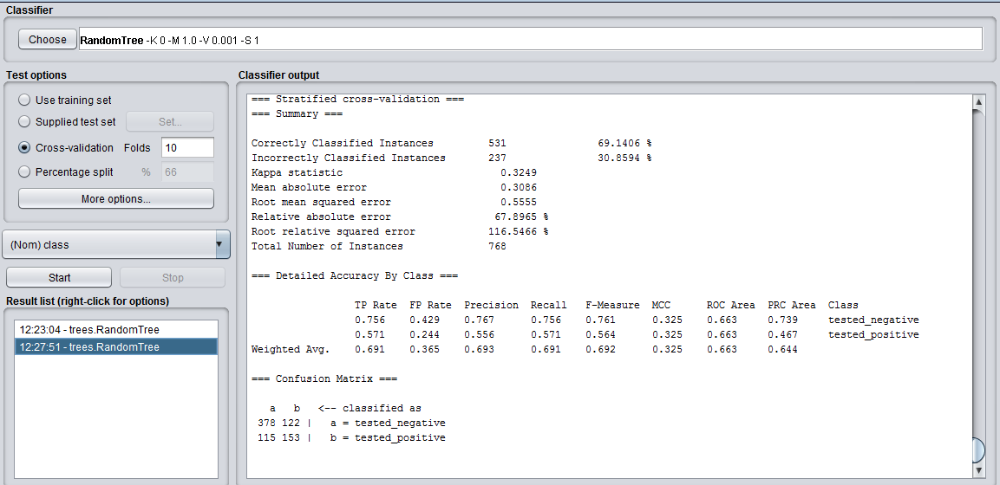 Classifier
Choose RandomTree -K 0 -M 1.0 -V 0.001 -S 1
Test options
Use training set
Supplied test set Set...
Cross-validation Folds 10
Percentage split % 66
More options...
(Nom) class
Start Stop
Result list (right-click for options)
12:23:04 - trees.RandomTree
12:27:51 - trees.RandomTree
Classifier output
=== Stratified cross-validation ===
=== Summary ===
Correctly Classified Instances 531 69.1406 %
Incorrectly Classified Instances 237 30.8594 %
Kappa statistic 0.3249
Mean absolute error 0.3086
Root mean squared error 0.5555
Relative absolute error 67.8965 %
Root relative squared error 116.5466 %
Total Number of Instances 768
=== Detailed Accuracy By Class ===
TP Rate FP Rate Precision Recall F-Measure MCC ROC Area PRC Area Class
0.756 0.429 0.767 0.756 0.761 0.325 0.663 0.739 tested_negative
0.571 0.244 0.556 0.571 0.564 0.325 0.663 0.467 tested_positive
Weighted Avg. 0.691 0.365 0.693 0.691 0.692 0.325 0.663 0.644
=== Confusion Matrix ===
a b <-- classified as
378 122 | a = tested_negative
115 153 | b = tested_positive